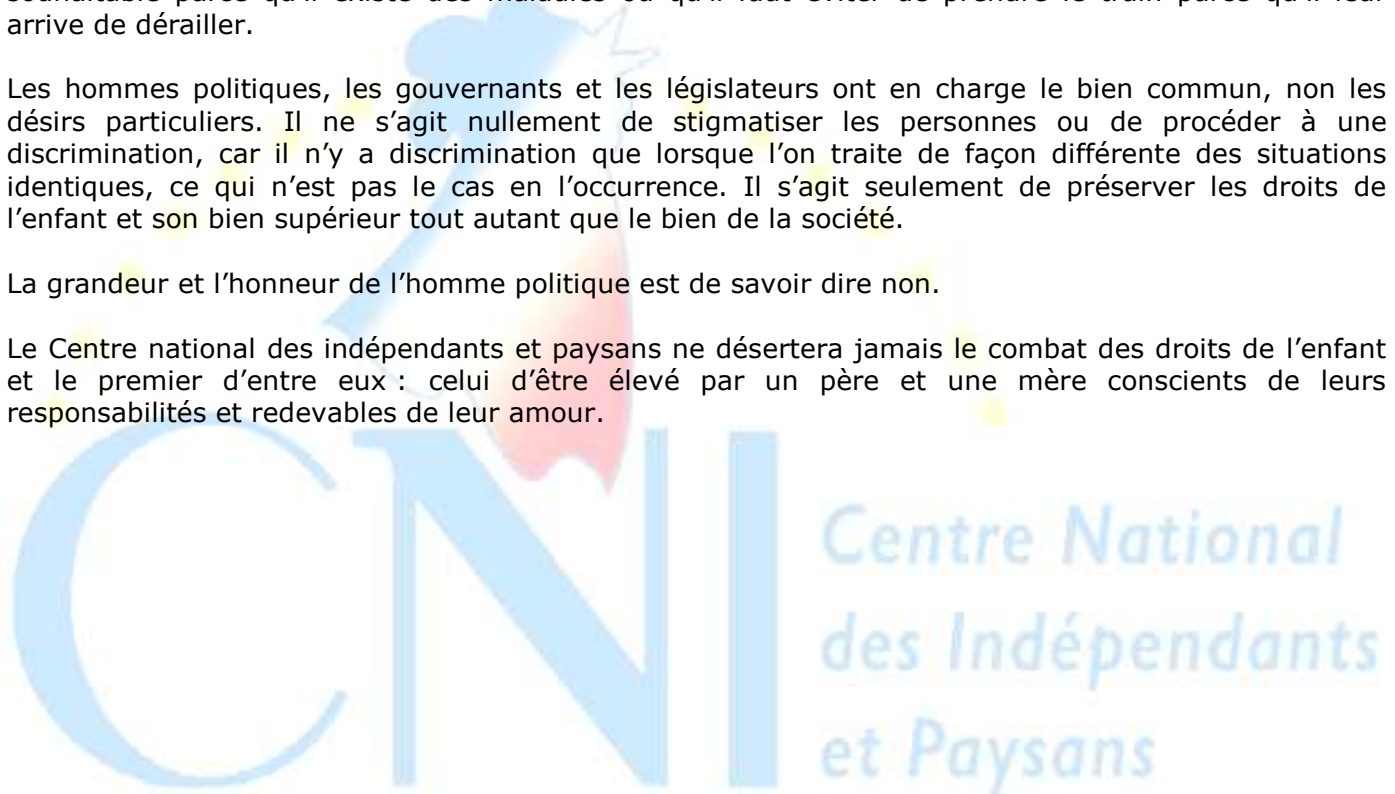 arrive de dérailler.
Les hommes politiques, les gouvernants et les législateurs ont en charge le bien commun, non les
désirs particuliers. Il ne s’agit nullement de stigmatiser les personnes ou de procéder à une
discrimination, car il n’y a discrimination que lorsque l’on traite de façon différente des situations
identiques, ce qui n’est pas le cas en l’occurrence. Il s’agit seulement de préserver les droits de
l’enfant et son bien supérieur tout autant que le bien de la société.
La grandeur et l’honneur de l’homme politique est de savoir dire non.
Le Centre national des indépendants et paysans ne désertera jamais le combat des droits de l’enfant
et le premier d’entre eux : celui d’être élevé par un père et une mère conscients de leurs
responsabilités et redevables de leur amour.
CNI
Centre National
des Indépendants
et Paysans